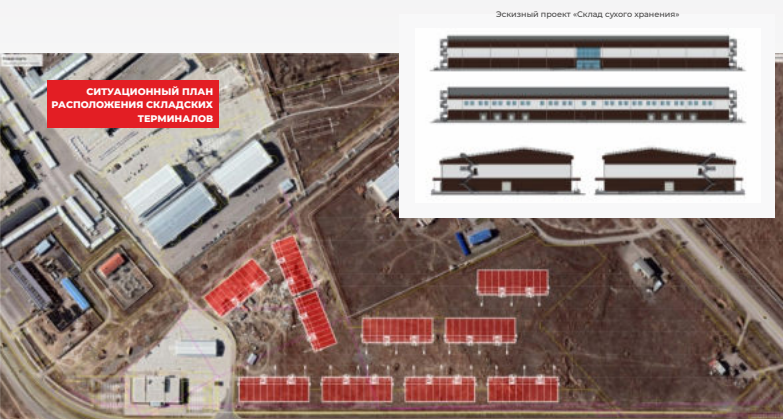 Эскизный проект «Склад сухого хранения»
СИТУАЦИОННЫЙ ПЛАН
РАСПОЛОЖЕНИЯ СКЛАДСКИХ
ТЕРМИНАЛОВ